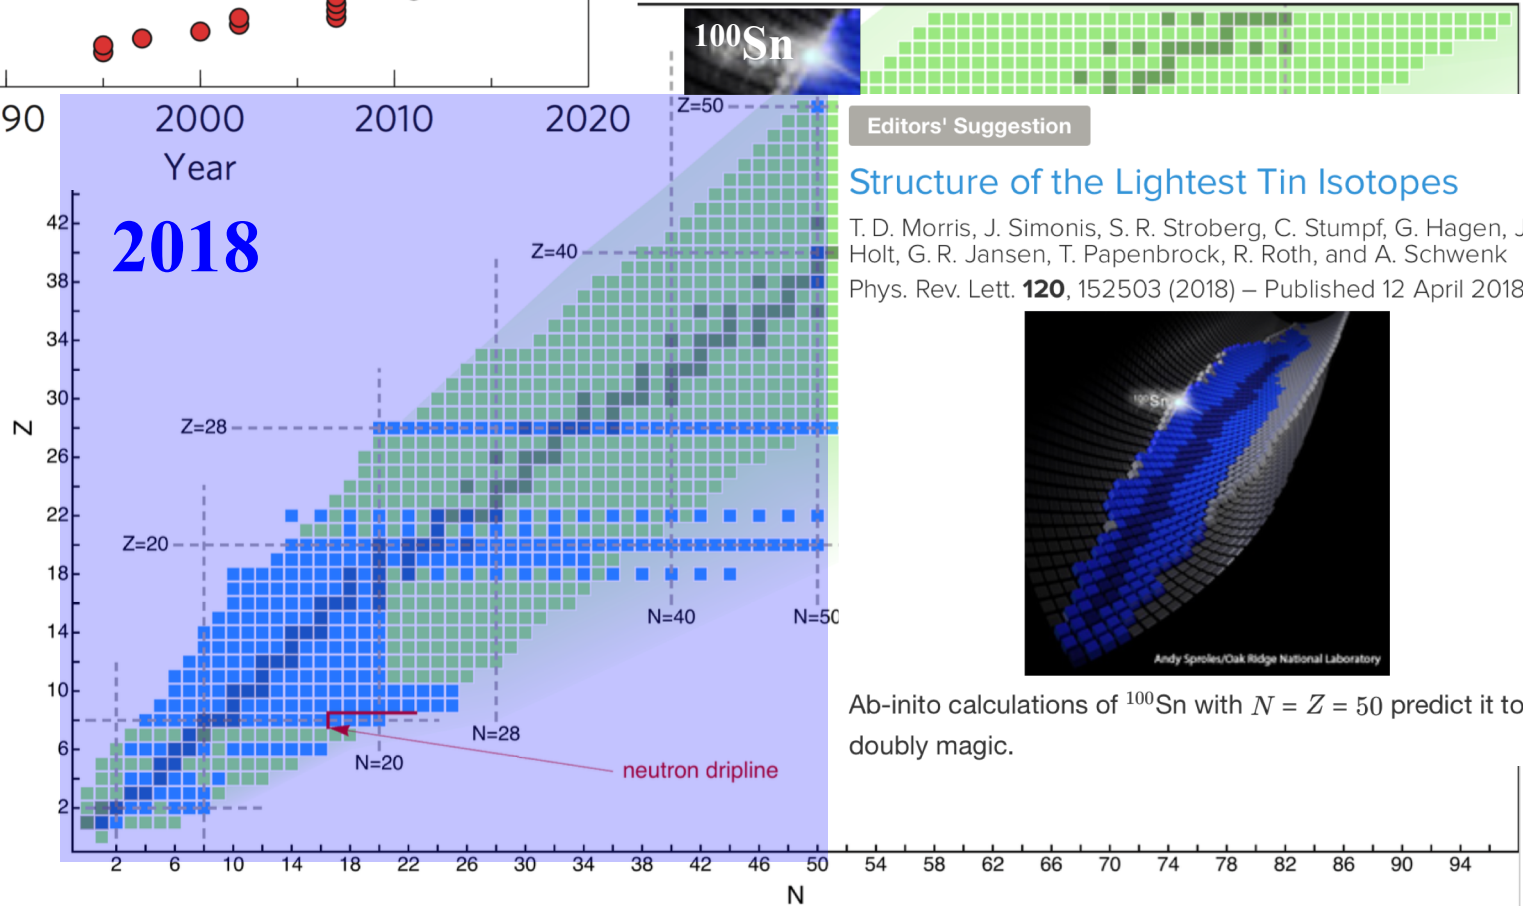 90 2000 2010 2020
Year
2018
100Sn
Editors' Suggestion
Structure of the Lightest Tin Isotopes
T. D. Morris, J. Simonis, S. R. Stroberg, C. Stumpf, G. Hagen, J
Holt, G. R. Jansen, T. Papenbrock, R. Roth, and A. Schwenk
Phys. Rev. Lett. 120, 152503 (2018) – Published 12 April 2018
100Sn
Andy Sproles/Oak Ridge National Laboratory
Ab-inito calculations of 100Sn with N = Z = 50 predict it to
doubly magic.
Z=50
Z=40
Z=28
Z=20
N=40
N=50
N=28
N=20
neutron dripline
Z
42
38
34
30
26
22
18
14
10
6
2
2 6 10 14 18 22 26 30 34 38 42 46 50 54 58 62 66 70 74 78 82 86 90 94
N